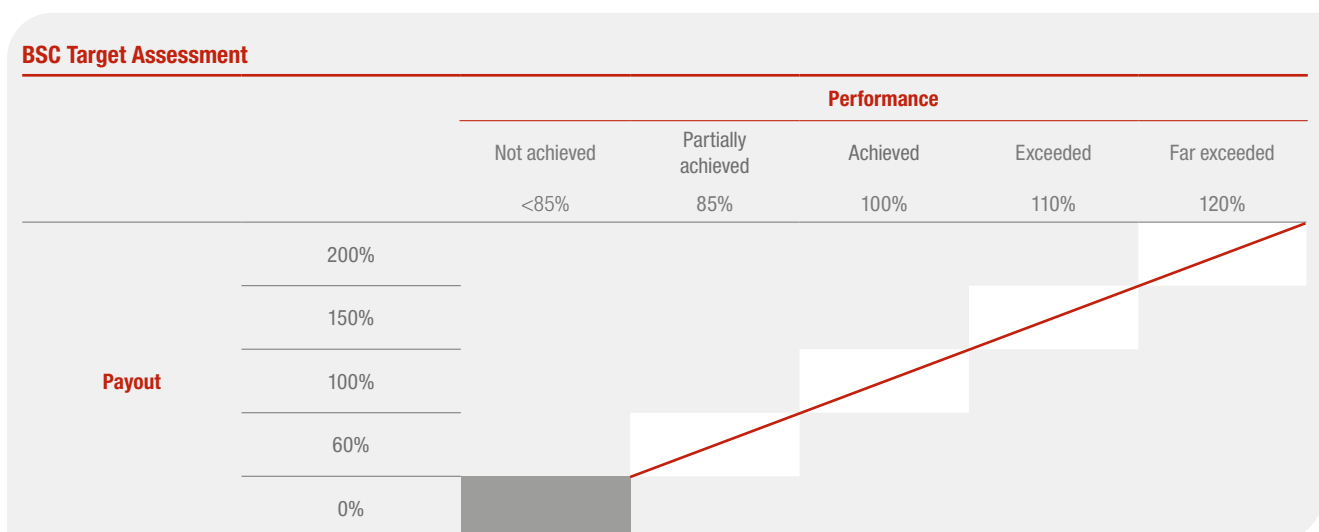 BSC Target Assessment
Performance
Not achieved
Partially
achieved
Achieved
Exceeded
Far exceeded
<85%
85%
100%
110%
120%
Payout
200%
150%
100%
60%
0%